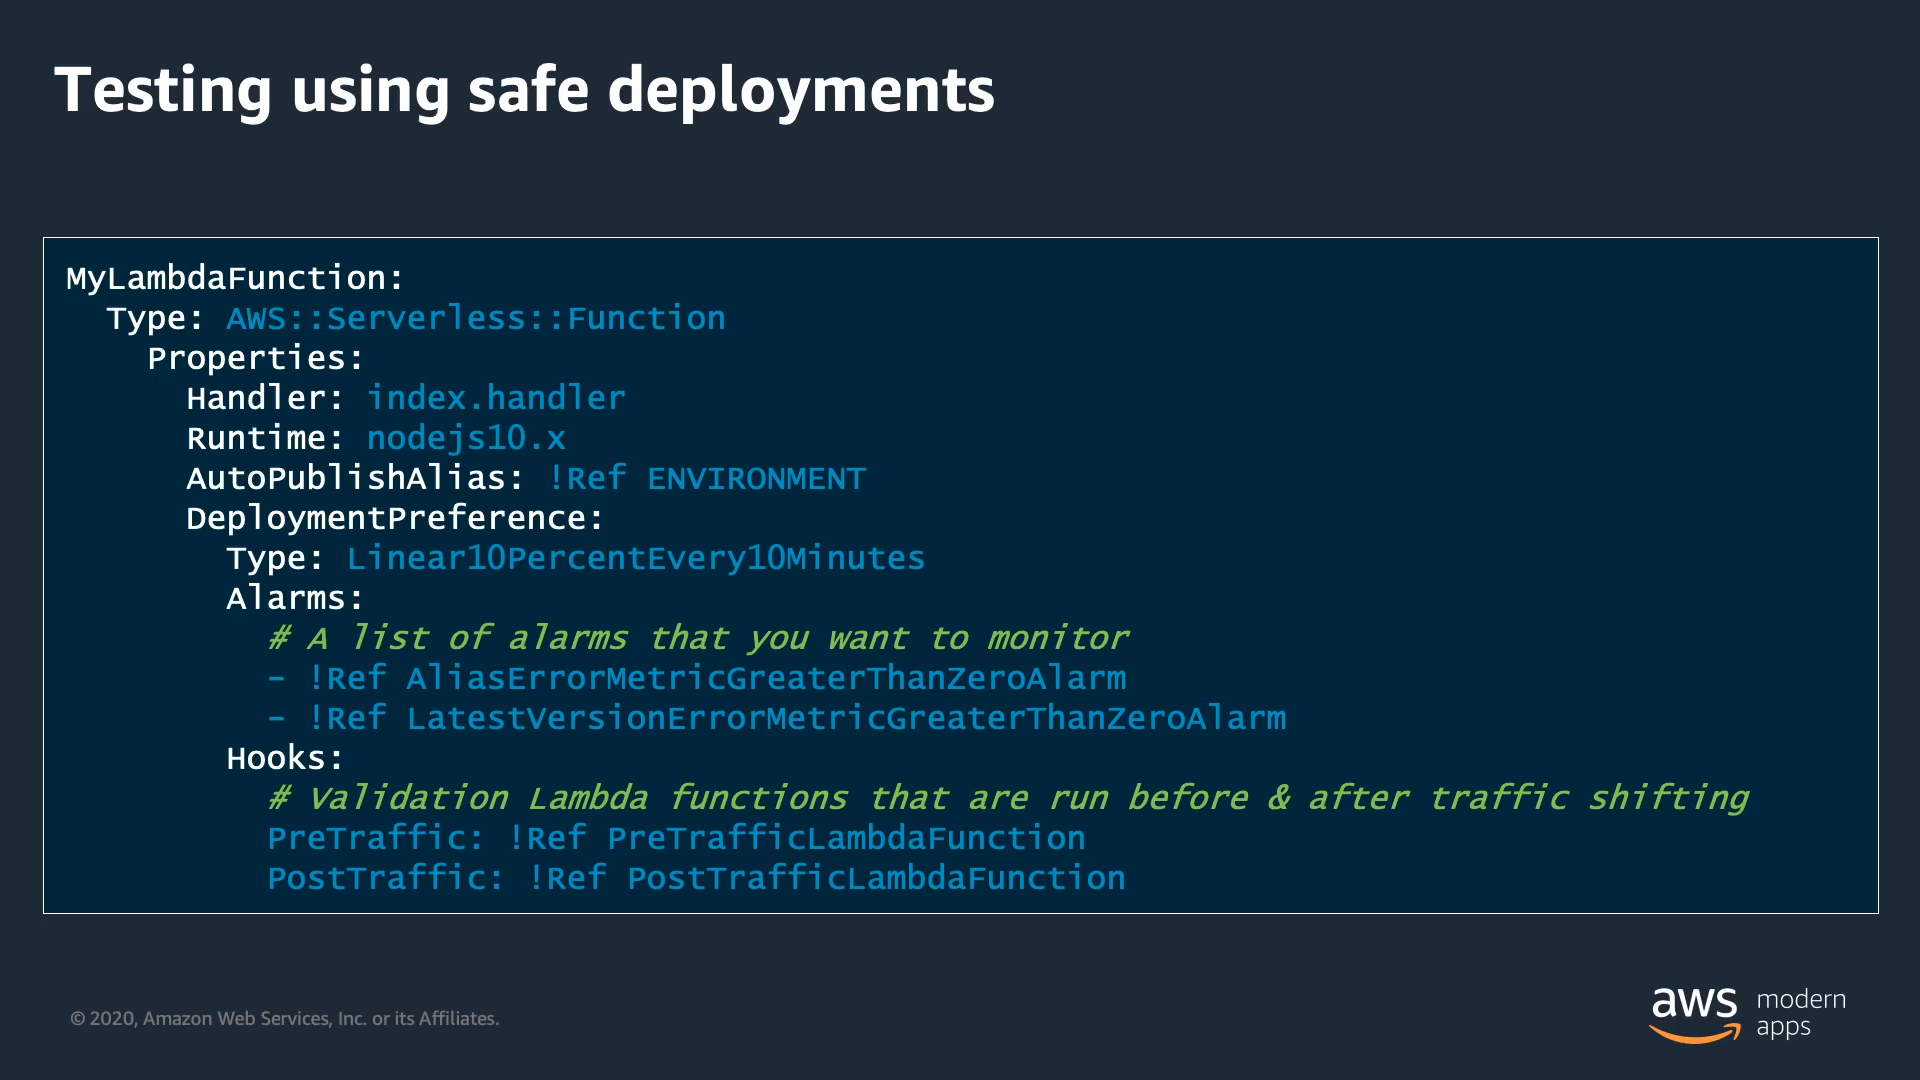 Testing using safe deployments
MyLambdaFunction:
  Type: AWS::Serverless::Function
    Properties:
      Handler: index.handler
      Runtime: nodejs10.x
      AutoPublishAlias: !Ref ENVIRONMENT
      DeploymentPreference:
        Type: Linear10PercentEvery10Minutes
        Alarms:
          # A list of alarms that you want to monitor
          - !Ref AliasErrorMetricGreaterThanZeroAlarm
          - !Ref LatestVersionErrorMetricGreaterThanZeroAlarm
        Hooks:
          # Validation Lambda functions that are run before & after traffic shifting
          PreTraffic: !Ref PreTrafficLambdaFunction
          PostTraffic: !Ref PostTrafficLambdaFunction
© 2020, Amazon Web Services, Inc. or its Affiliates.
aws modern
apps